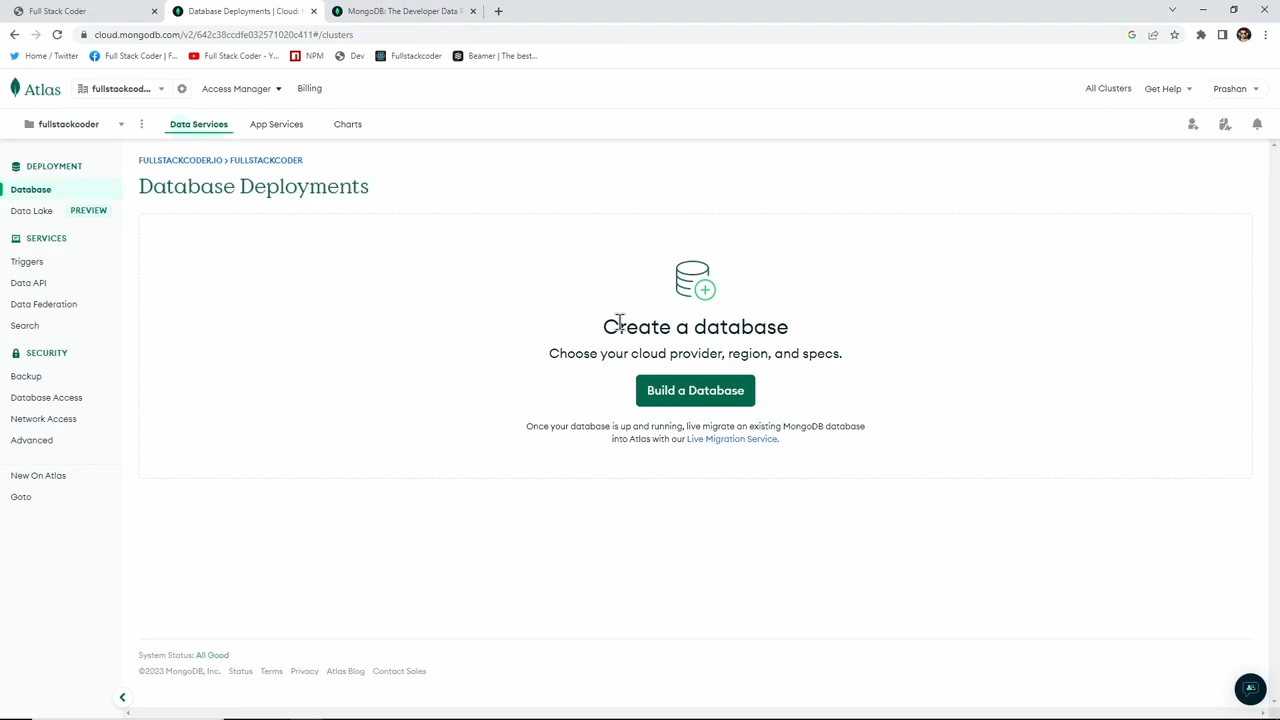 Full Stack Coder
Database Deployments | Cloud:
MongoDB: The Developer Data P
cloud.mongodb.com/v2/642c38ccdfe032571020c411#/clusters
Home / Twitter
Full Stack Coder | F...
Full Stack Coder - Y...
NPM
Dev
Fullstackcoder
Beamer | The best...
Atlas
fullstackcod...
Access Manager
Billing
All Clusters
Get Help
Prashan
fullstackcoder
Data Services
App Services
Charts
DEPLOYMENT
Database
Data Lake
PREVIEW
SERVICES
Triggers
Data API
Data Federation
Search
SECURITY
Backup
Database Access
Network Access
Advanced
New On Atlas
Goto
FULLSTACKCODER.IO > FULLSTACKCODER
Database Deployments
Create a database
Choose your cloud provider, region, and specs.
Build a Database
Once your database is up and running, live migrate an existing MongoDB database
into Atlas with our Live Migration Service.
System Status: All Good
©2023 MongoDB, Inc.
Status
Terms
Privacy
Atlas Blog
Contact Sales